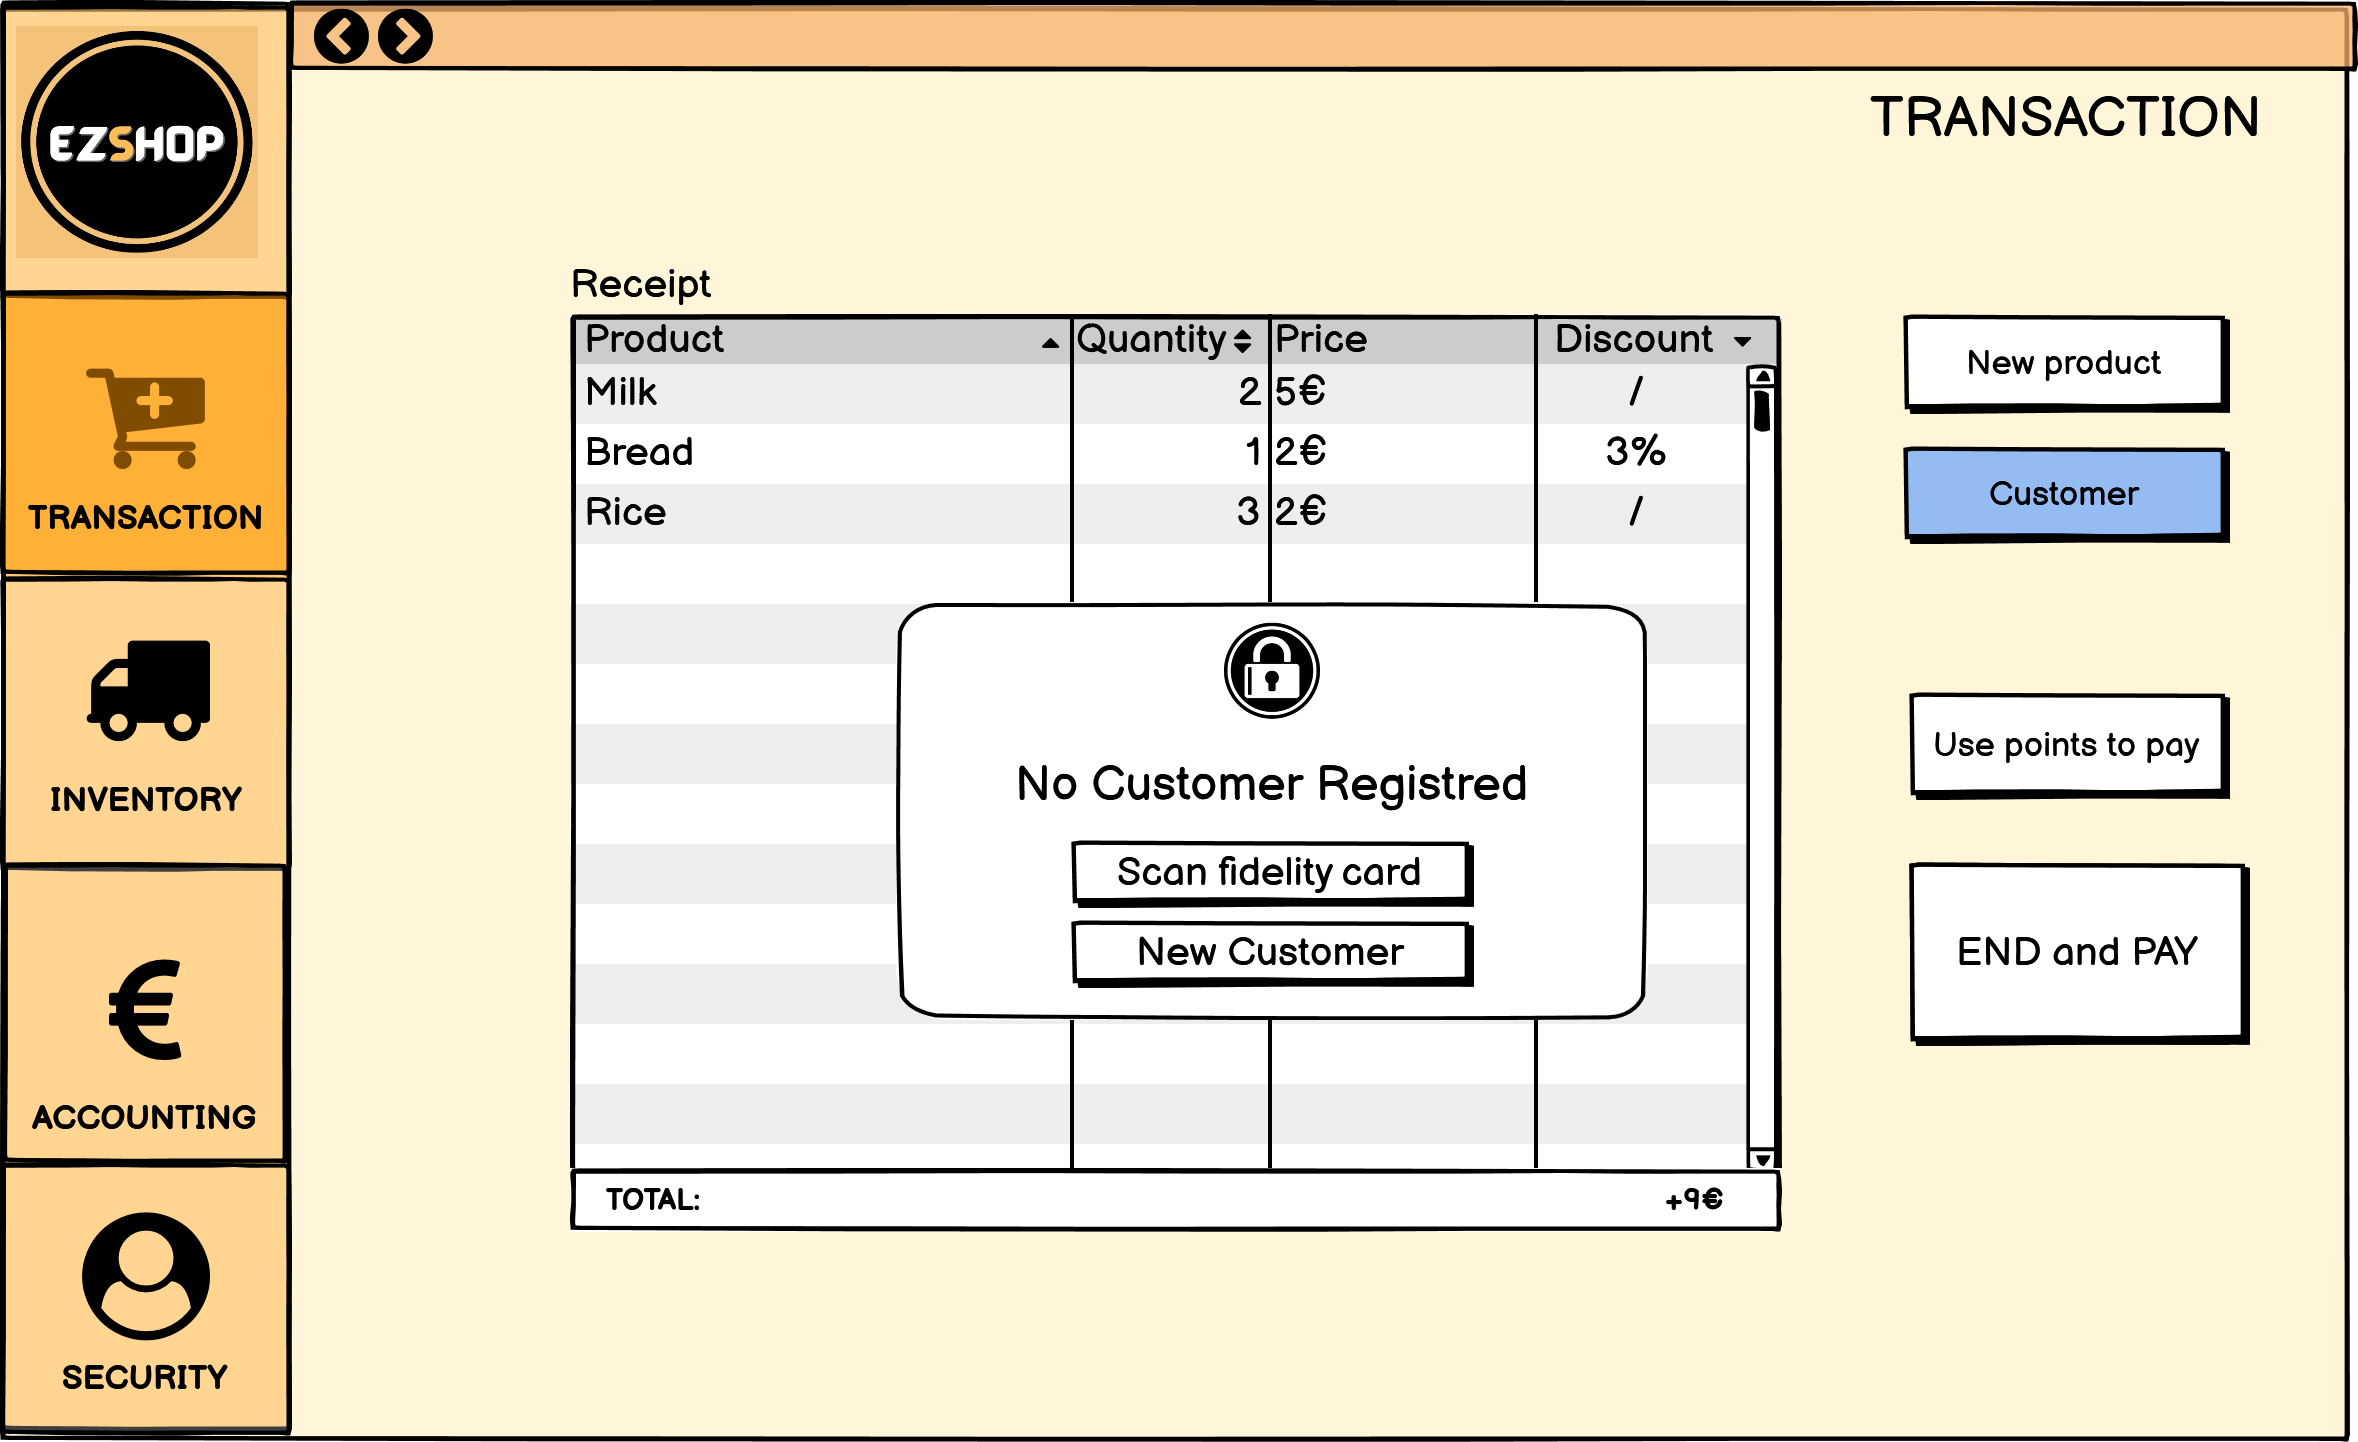 EZSHOP
TRANSACTION
INVENTORY
€
ACCOUNTING
SECURITY
TRANSACTION
Receipt
Product Quantity Price Discount
Milk 2 5€ /
Bread 1 2€ 3%
Rice 3 2€ /
No Customer Registred
Scan fidelity card
New Customer
TOTAL: +9€
New product
Customer
Use points to pay
END and PAY